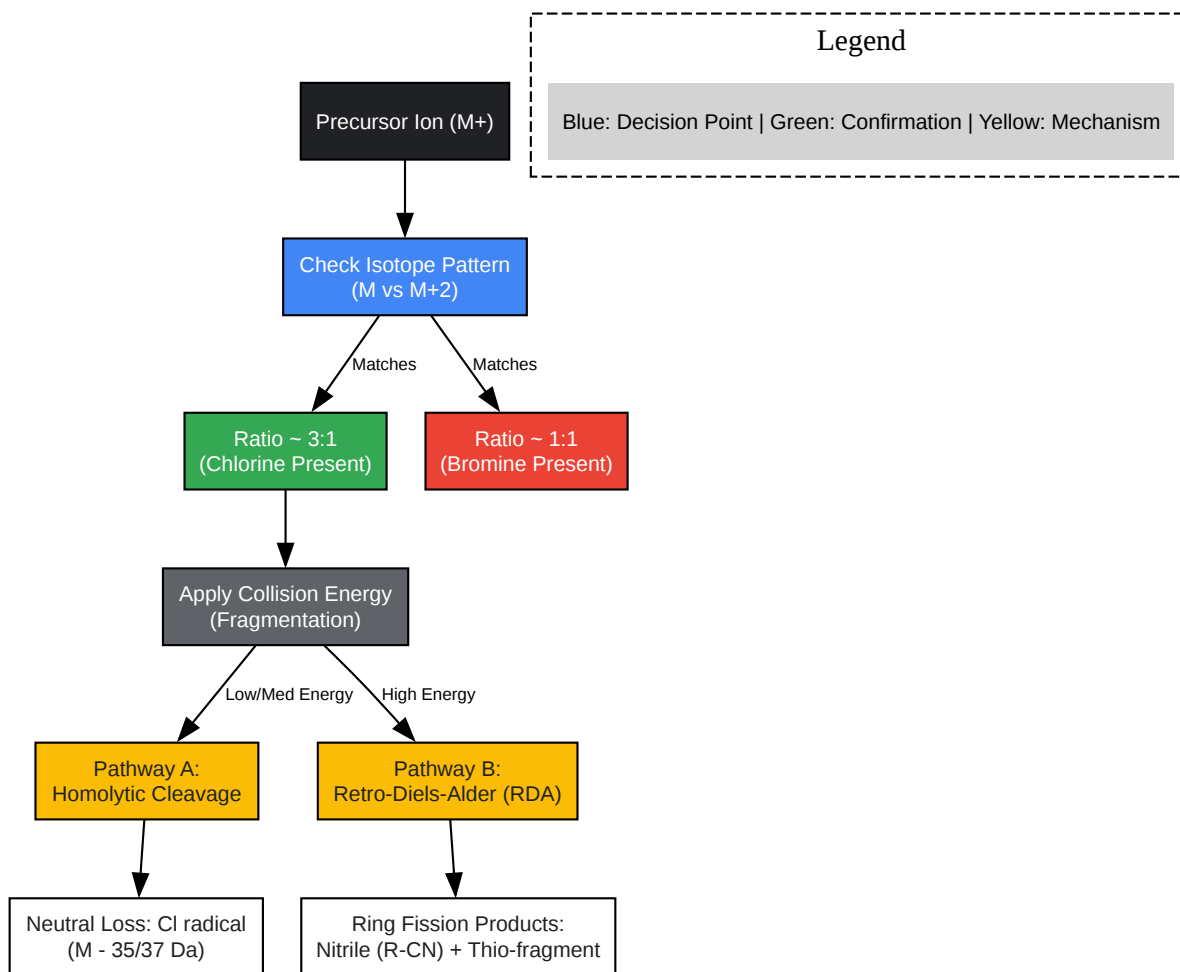 Legend
Blue: Decision Point | Green: Confirmation | Yellow: Mechanism
Precursor Ion (M+)
Check Isotope Pattern
(M vs M+2)
Matches
Matches
Ratio ~ 3:1
(Chlorine Present)
Ratio ~ 1:1
(Bromine Present)
Apply Collision Energy
(Fragmentation)
Low/Med Energy
High Energy
Pathway A:
Homolytic Cleavage
Pathway B:
Retro-Diels-Alder (RDA)
Neutral Loss: Cl radical
(M - 35/37 Da)
Ring Fission Products:
Nitrile (R-CN) + Thio-fragment